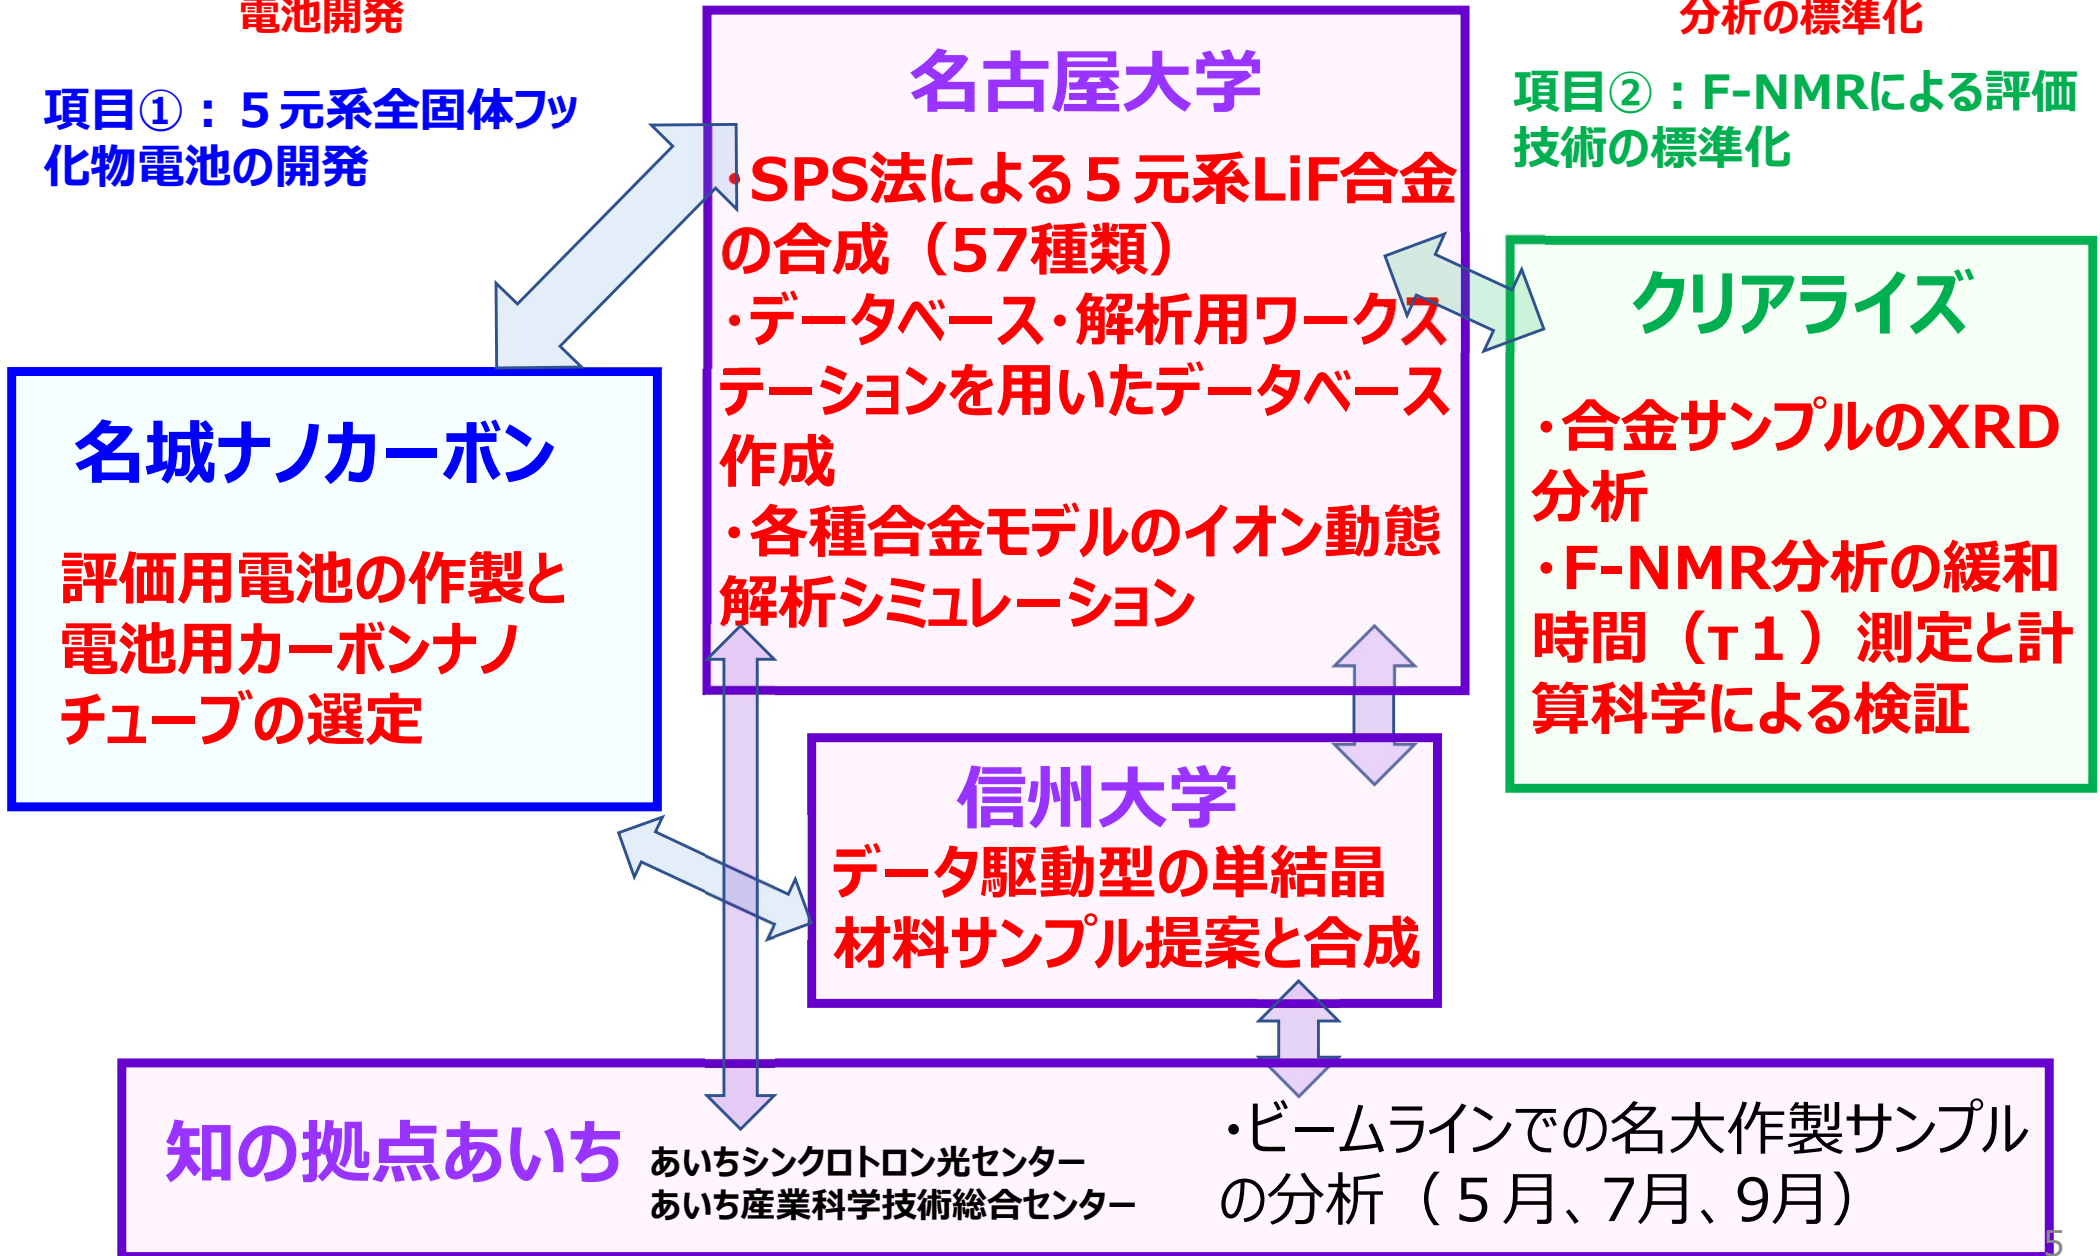 電池開発
分析の標準化
項目①：５元系全固体フッ
化物電池の開発
項目②：F-NMRによる評価
技術の標準化
名古屋大学
・SPS法による５元系LiF合金
の合成（57種類）
・データベース・解析用ワークス
テーションを用いたデータベース
作成
・各種合金モデルのイオン動態
解析シミュレーション
クリアライズ
・合金サンプルのXRD
分析
・F-NMR分析の緩和
時間（τ１）測定と計
算科学による検証
名城ナノカーボン
評価用電池の作製と
電池用カーボンナノ
チューブの選定
信州大学
データ駆動型の単結晶
材料サンプル提案と合成
知の拠点あいち
あいちシンクロトロン光センター
あいち産業科学技術総合センター
・ビームラインでの名大作製サンプル
の分析（５月、7月、9月）
5